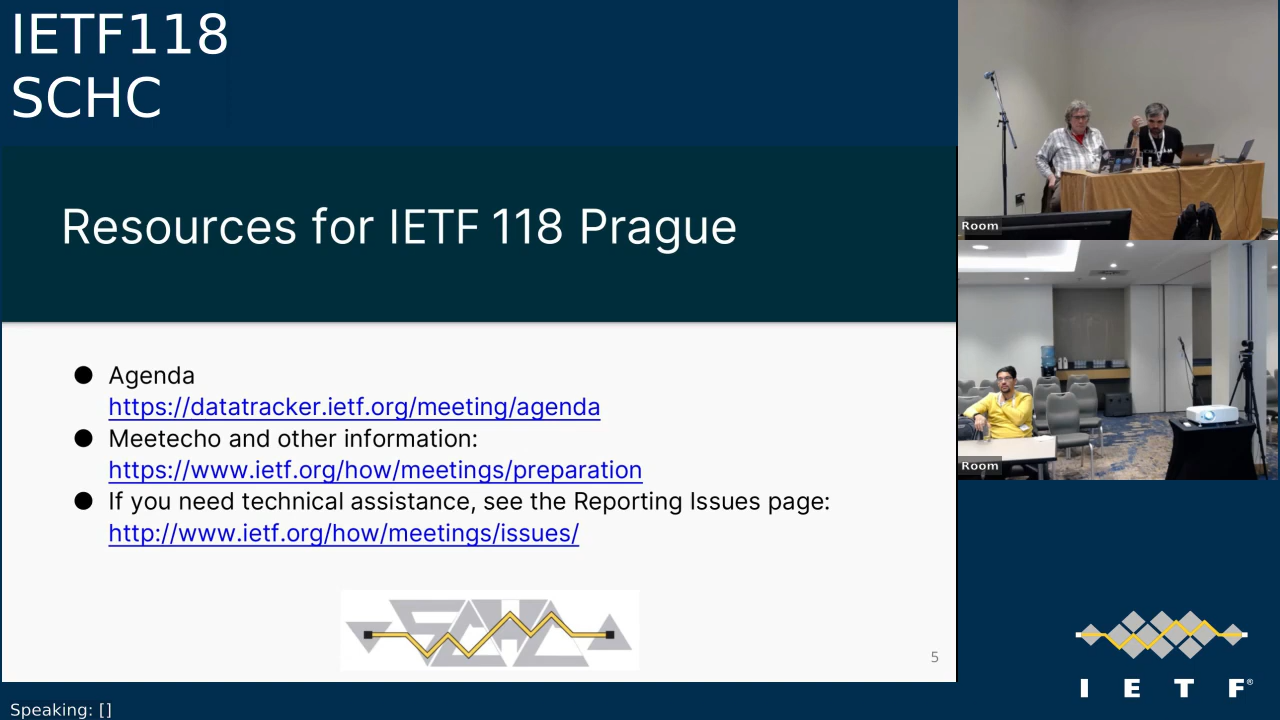 IETF118
SCHC
Resources for IETF 118 Prague
● Agenda
https://datatracker.ietf.org/meeting/agenda
● Meetecho and other information:
https://www.ietf.org/how/meetings/preparation
● If you need technical assistance, see the Reporting Issues page:
http://www.ietf.org/how/meetings/issues/
SCHC
5
Room
Room
I E T F®
Speaking: []